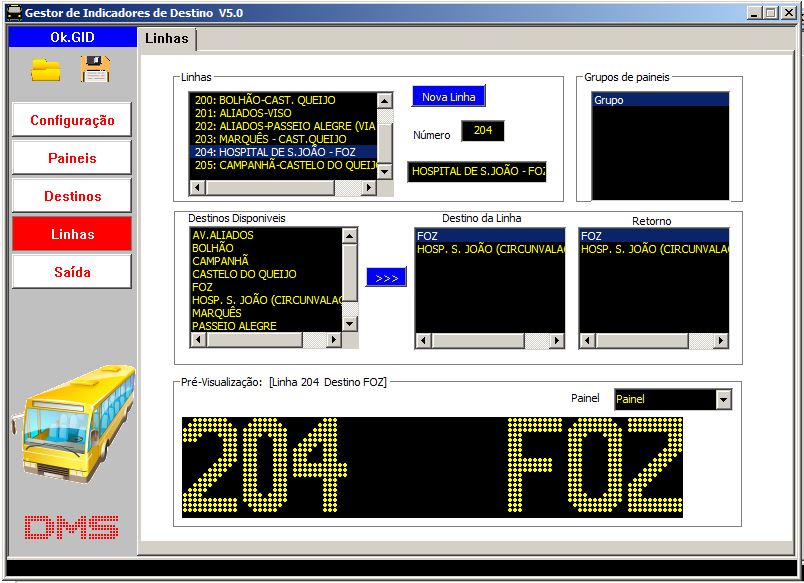 Gestor de Indicadores de Destino V5.0
Ok.GID
Configuração
Paineis
Destinos
Linhas
Saída
DMS
Linhas
Linhas
200: BOLHÃO-CAST. QUEIJO
201: ALIADOS-VISO
202: ALIADOS-PASSEIO ALEGRE (VIA
203: MARQUÊS - CAST.QUEIJO
204: HOSPITAL DE S.JOÃO - FOZ
205: CAMPANHÃ-CASTELO DO QUEIJ
Nova Linha
Número 204
HOSPITAL DE S.JOÃO - FOZ
Grupos de paineis
Grupo
Destinos Disponiveis
AV.ALIADOS
BOLHÃO
CAMPANHÃ
CASTELO DO QUEIJO
FOZ
HOSP. S. JOÃO (CIRCUNVALAÇ
MARQUÊS
PASSEIO ALEGRE
>>>
Destino da Linha
FOZ
HOSP. S. JOÃO (CIRCUNVALAÇ
Retorno
FOZ
HOSP. S. JOÃO (CIRCUNVALAÇ
Pré-Visualização: [Linha 204 Destino FOZ]
Painel Painel
204 FOZ